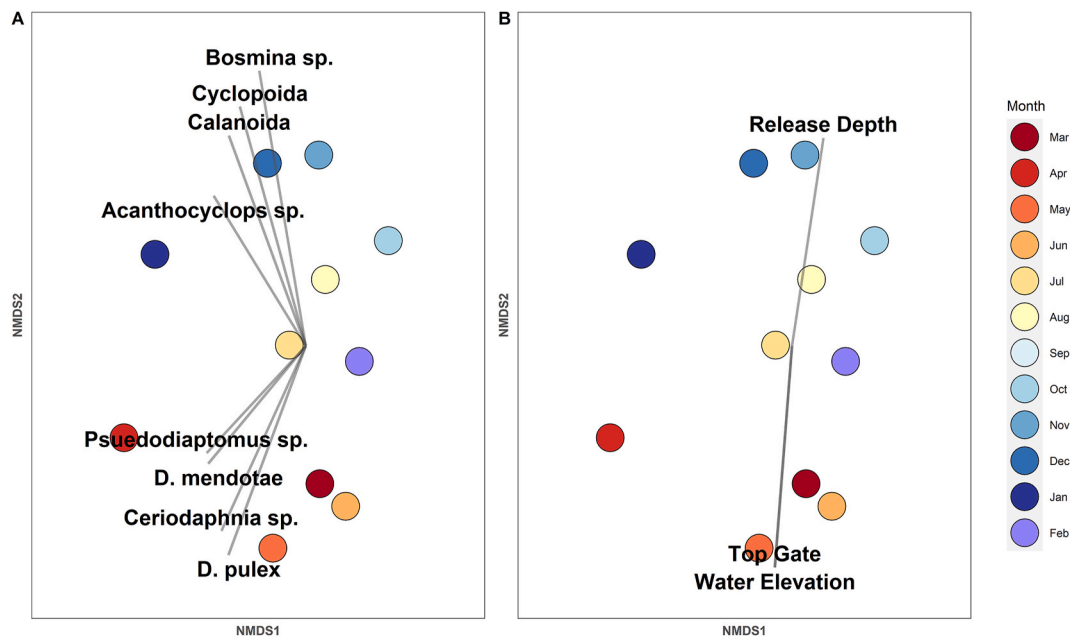 A
Bosmina sp.
Cyclopoida
Calanoida
Acanthocyclops sp.
Psuedodiaptomus sp.
D. mendotae
Ceriodaphnia sp.
D. pulex
NMDS2
NMDS1
B
Release Depth
Top Gate
Water Elevation
NMDS2
NMDS1
Month
Mar
Apr
May
Jun
Jul
Aug
Sep
Oct
Nov
Dec
Jan
Feb